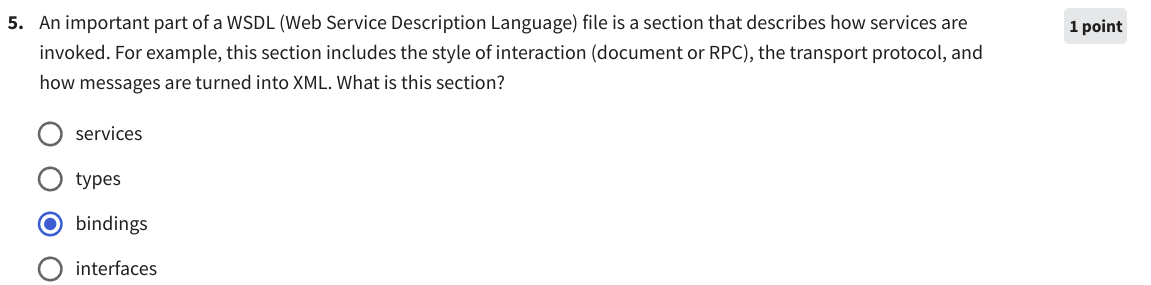 5. An important part of a WSDL (Web Service Description Language) file is a section that describes how services are
1 point
invoked. For example, this section includes the style of interaction (document or RPC), the transport protocol, and
how messages are turned into XML. What is this section?
services
types
bindings
interfaces